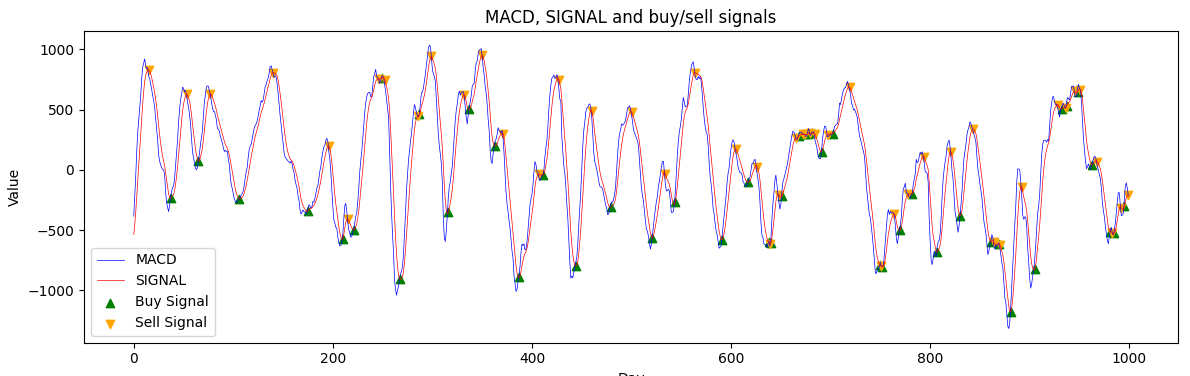 MACD, SIGNAL and buy/sell signals
1000
500
0
−500
−1000
Value
MACD
SIGNAL
Buy Signal
Sell Signal
0 200 400 600 800 1000
Day